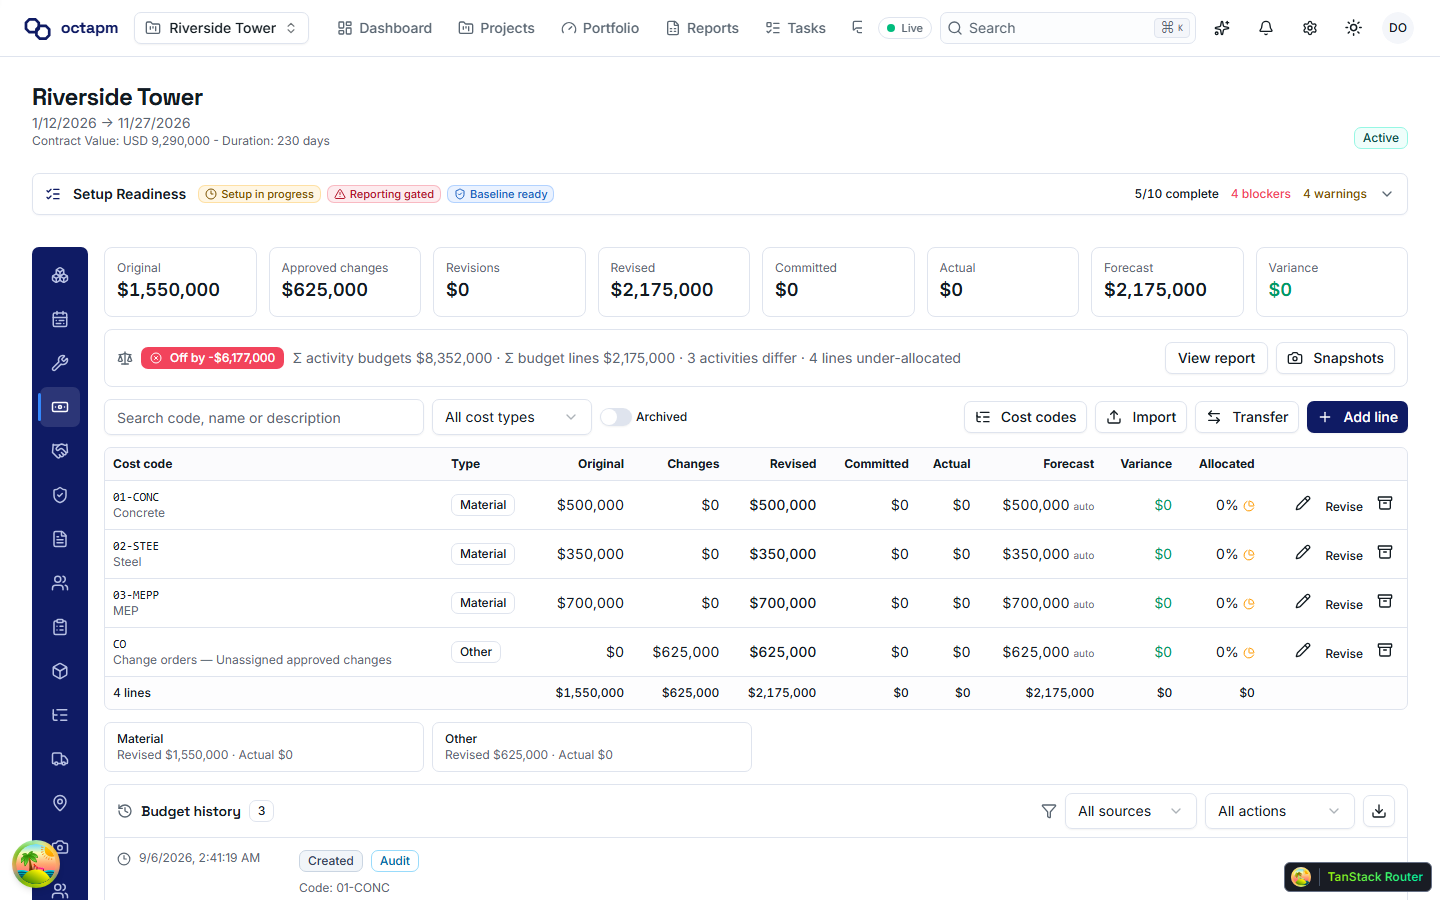 octapm
Riverside Tower
Dashboard
Projects
Portfolio
Reports
Tasks
Live
Search
⌘ K
DO
Riverside Tower
1/12/2026 → 11/27/2026
Contract Value: USD 9,290,000 - Duration: 230 days
Active
Setup Readiness
Setup in progress
Reporting gated
Baseline ready
5/10 complete
4 blockers
4 warnings
Original
$1,550,000
Approved changes
$625,000
Revisions
$0
Revised
$2,175,000
Committed
$0
Actual
$0
Forecast
$2,175,000
Variance
$0
Off by -$6,177,000
Σ activity budgets $8,352,000 · Σ budget lines $2,175,000 · 3 activities differ · 4 lines under-allocated
View report
Snapshots
Search code, name or description
All cost types
Archived
Cost codes
Import
Transfer
Add line
Cost code Type Original Changes Revised Committed Actual Forecast Variance Allocated
01-CONC
Concrete
Material $500,000 $0 $500,000 $0 $0 $500,000 auto $0 0% Revise
02-STEE
Steel
Material $350,000 $0 $350,000 $0 $0 $350,000 auto $0 0% Revise
03-MEPP
MEP
Material $700,000 $0 $700,000 $0 $0 $700,000 auto $0 0% Revise
CO
Change orders — Unassigned approved changes
Other $0 $625,000 $625,000 $0 $0 $625,000 auto $0 0% Revise
4 lines $1,550,000 $625,000 $2,175,000 $0 $0 $2,175,000 $0 $0
Material
Revised $1,550,000 · Actual $0
Other
Revised $625,000 · Actual $0
Budget history 3
All sources
All actions
9/6/2026, 2:41:19 AM
Created
Audit
Code: 01-CONC
TanStack Router